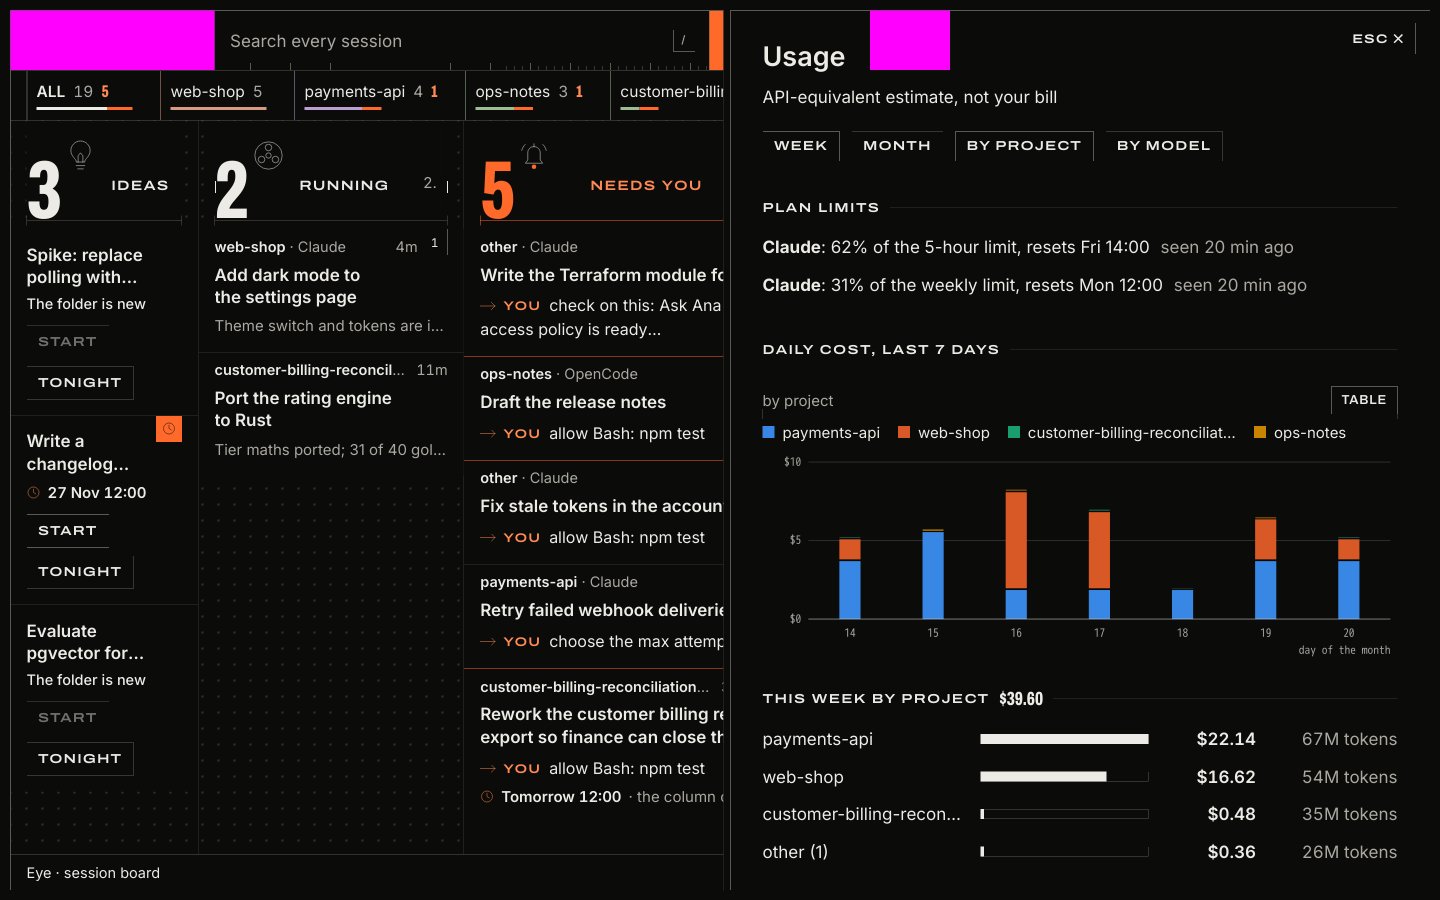 Search every session
/
ALL 19 5
web-shop 5
payments-api 4 1
ops-notes 3 1
3 IDEAS
Spike: replace
polling with...
The folder is new
START
TONIGHT
Write a
changelog...
27 Nov 12:00
START
TONIGHT
Evaluate
pgvector for...
The folder is new
START
TONIGHT
2 RUNNING 2.
web-shop · Claude 4m 1
Add dark mode to
the settings page
Theme switch and tokens are i...
customer-billing-reconcil... 11m
Port the rating engine
to Rust
Tier maths ported; 31 of 40 gol...
5 NEEDS YOU
other · Claude
Write the Terraform module
→ YOU check on this: Ask Ana
access policy is ready...
ops-notes · OpenCode
Draft the release notes
→ YOU allow Bash: npm test
other · Claude
Fix stale tokens in the
→ YOU allow Bash: npm test
payments-api · Claude
Retry failed webhook
→ YOU choose the max
customer-billing-reconciliation...
Rework the customer billing
export so finance can close
→ YOU allow Bash: npm test
Tomorrow 12:00 · the column
Eye · session board
Usage
ESC ×
API-equivalent estimate, not your bill
WEEK MONTH BY PROJECT BY MODEL
PLAN LIMITS
Claude: 62% of the 5-hour limit, resets Fri 14:00 seen 20 min ago
Claude: 31% of the weekly limit, resets Mon 12:00 seen 20 min ago
DAILY COST, LAST 7 DAYS
by project
TABLE
payments-api web-shop customer-billing-reconciliat... ops-notes
$10
$5
$0
14 15 16 17 18 19 20
day of the month
THIS WEEK BY PROJECT $39.60
payments-api $22.14 67M tokens
web-shop $16.62 54M tokens
customer-billing-recon... $0.48 35M tokens
other (1) $0.36 26M tokens